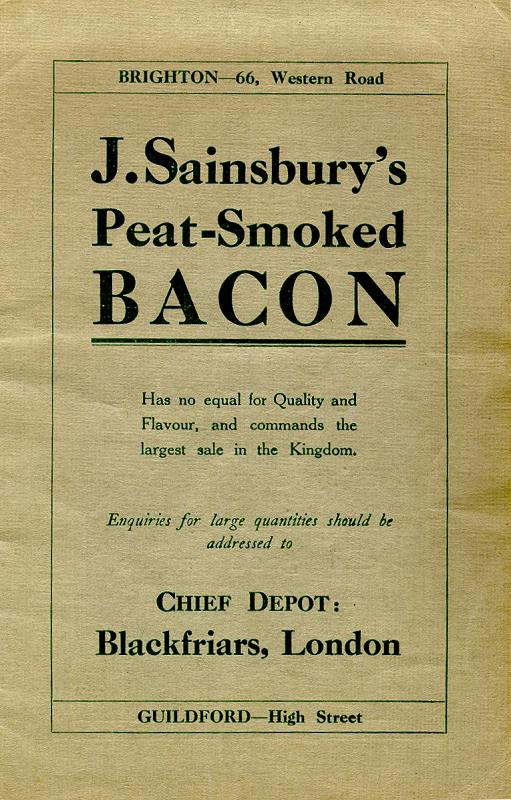 BRIGHTON—66, Western Road
J. Sainsbury's
Peat-Smoked
BACON
Has no equal for Quality and
Flavour, and commands the
largest sale in the Kingdom.
Enquiries for large quantities should be
addressed to
CHIEF DEPOT:
Blackfriars, London
GUILDFORD—High Street